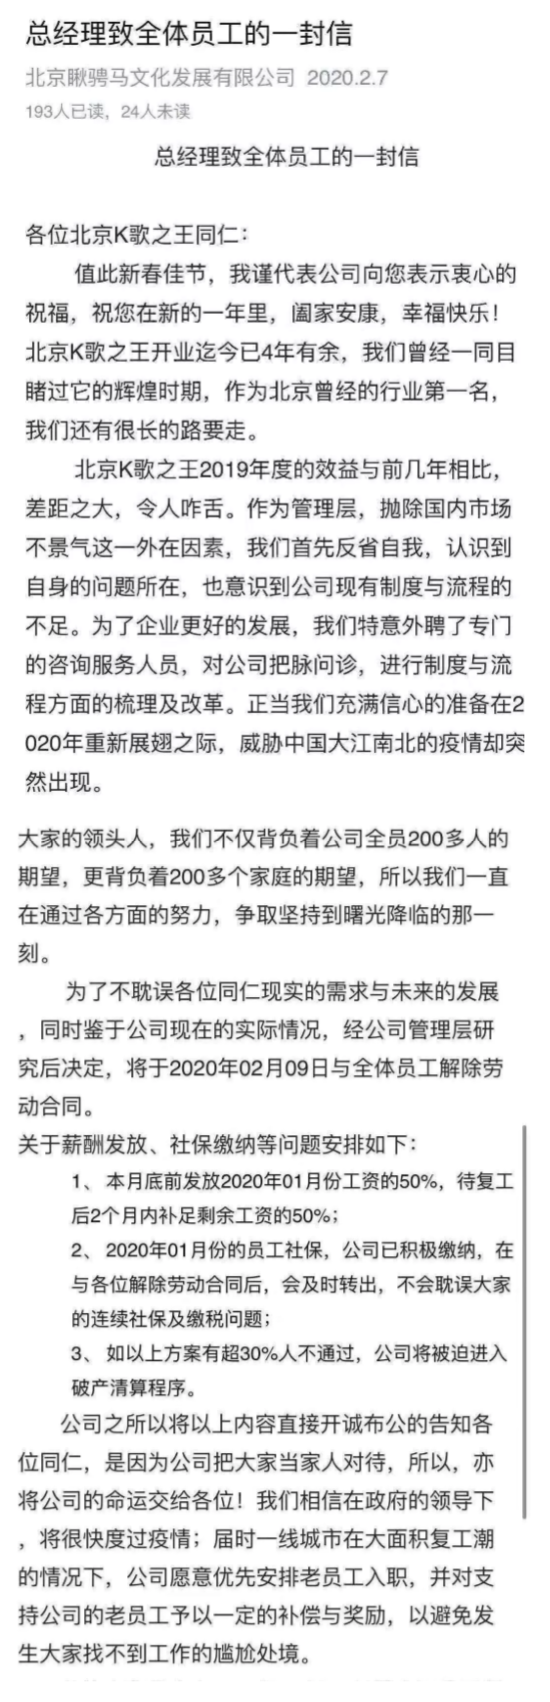 总经理致全体员工的一封信
北京瞅骋马文化发展有限公司 2020.2.7
193人已读，24人未读
总经理致全体员工的一封信
各位北京K歌之王同仁：
值此新春佳节，我谨代表公司向您表示衷心的
祝福，祝您在新的一年里，阖家安康，幸福快乐！
北京K歌之王开业迄今已4年有余，我们曾经一同目
睹过它的辉煌时期，作为北京曾经的行业第一名，
我们还有很长的路要走。
北京K歌之王2019年度的效益与前几年相比，
差距之大，令人咋舌。作为管理层，抛除国内市场
不景气这一外在因素，我们首先反省自我，认识到
自身的问题所在，也意识到公司现有制度与流程的
不足。为了企业更好的发展，我们特意外聘了专门
的咨询服务人员，对公司把脉问诊，进行制度与流
程方面的梳理及改革。正当我们充满信心的准备在2
020年重新展翅之际，威胁中国大江南北的疫情却突
然出现。
大家的领头人，我们不仅背负着公司全员200多人的
期望，更背负着200多个家庭的期望，所以我们一直
在通过各方面的努力，争取坚持到曙光降临的那一
刻。
为了不耽误各位同仁现实的需求与未来的发展
，同时鉴于公司现在的实际情况，经公司管理层研
究后决定，将于2020年02月09日与全体员工解除劳
动合同。
关于薪酬发放、社保缴纳等问题安排如下：
1、 本月底前发放2020年01月份工资的50%，待复工
后2个月内补足剩余工资的50%；
2、 2020年01月份的员工社保，公司已积极缴纳，在
与各位解除劳动合同后，会及时转出，不会耽误大家
的连续社保及缴税问题；
3、 如以上方案有超30%人不通过，公司将被迫进入
破产清算程序。
公司之所以将以上内容直接开诚布公的告知各
位同仁，是因为公司把大家当家人对待，所以，亦
将公司的命运交给各位！我们相信在政府的领导下
，将很快度过疫情；届时一线城市在大面积复工潮
的情况下，公司愿意优先安排老员工入职，并对支
持公司的老员工予以一定的补偿与奖励，以避免发
生大家找不到工作的尴尬处境。